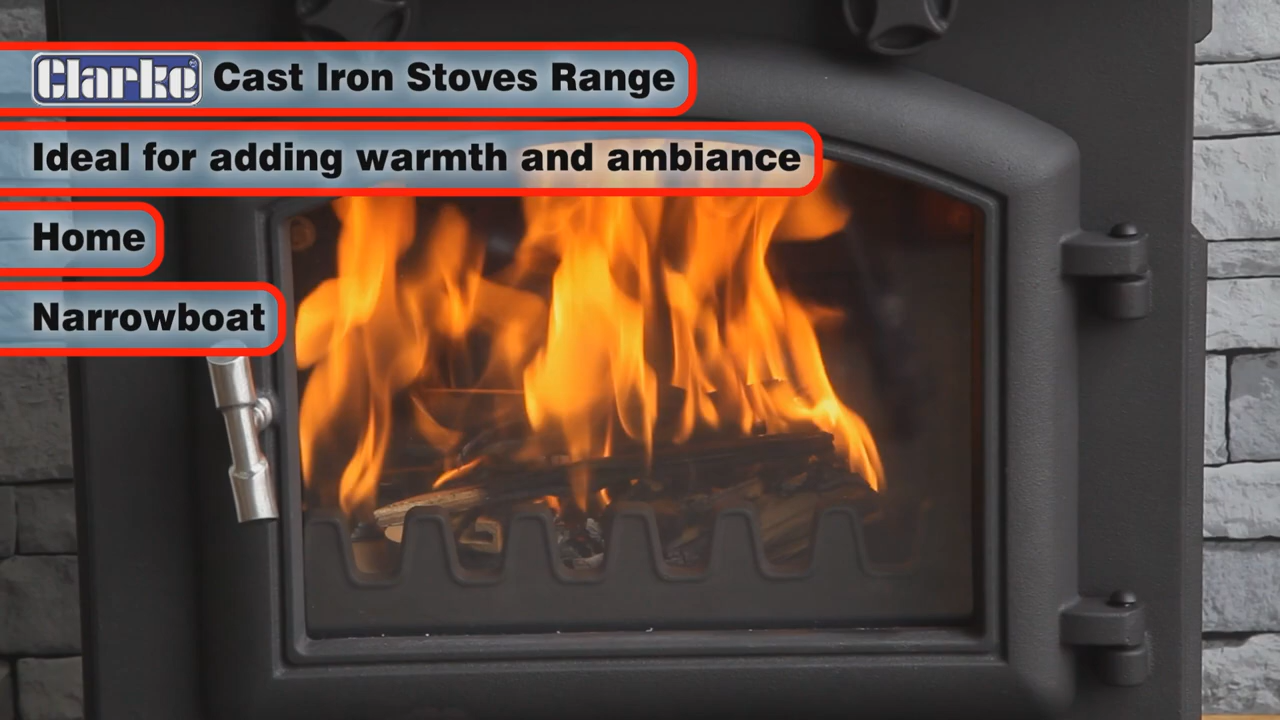 Clarke Cast Iron Stoves Range
Ideal for adding warmth and ambiance
Home
Narrowboat